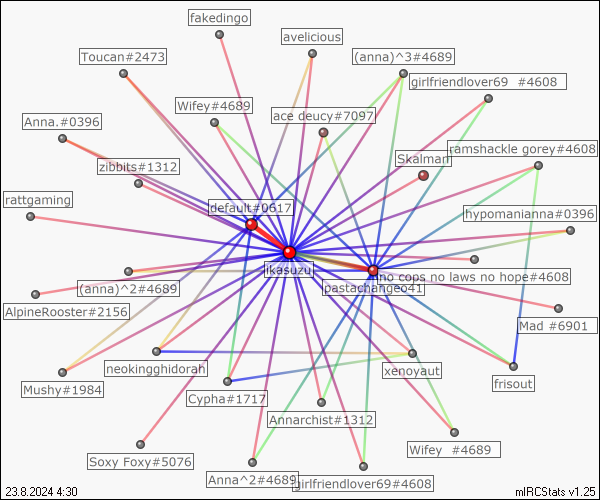 fakedingo
avelicious
Toucan#2473
(anna)^3#4689
girlfriendlover69 #4608
Wifey#4689
ace deucy#7097
Anna.#0396
ramshackle gorey#4608
Skalman
zibbits#1312
rattgaming
default#0617
hypomanianna#0396
ikasuzu
no cops no laws no hope#4608
(anna)^2#4689
pastachangeo41
AlpineRooster#2156
Mad #6901
neokingghidorah
xenoyaut
Mushy#1984
Cypha#1717
frisout
Annarchist#1312
Wifey #4689
Soxy Foxy#5076
Anna^2#4689
girlfriendlover69#4608
23.8.2024 4:30
mIRCStats v1.25